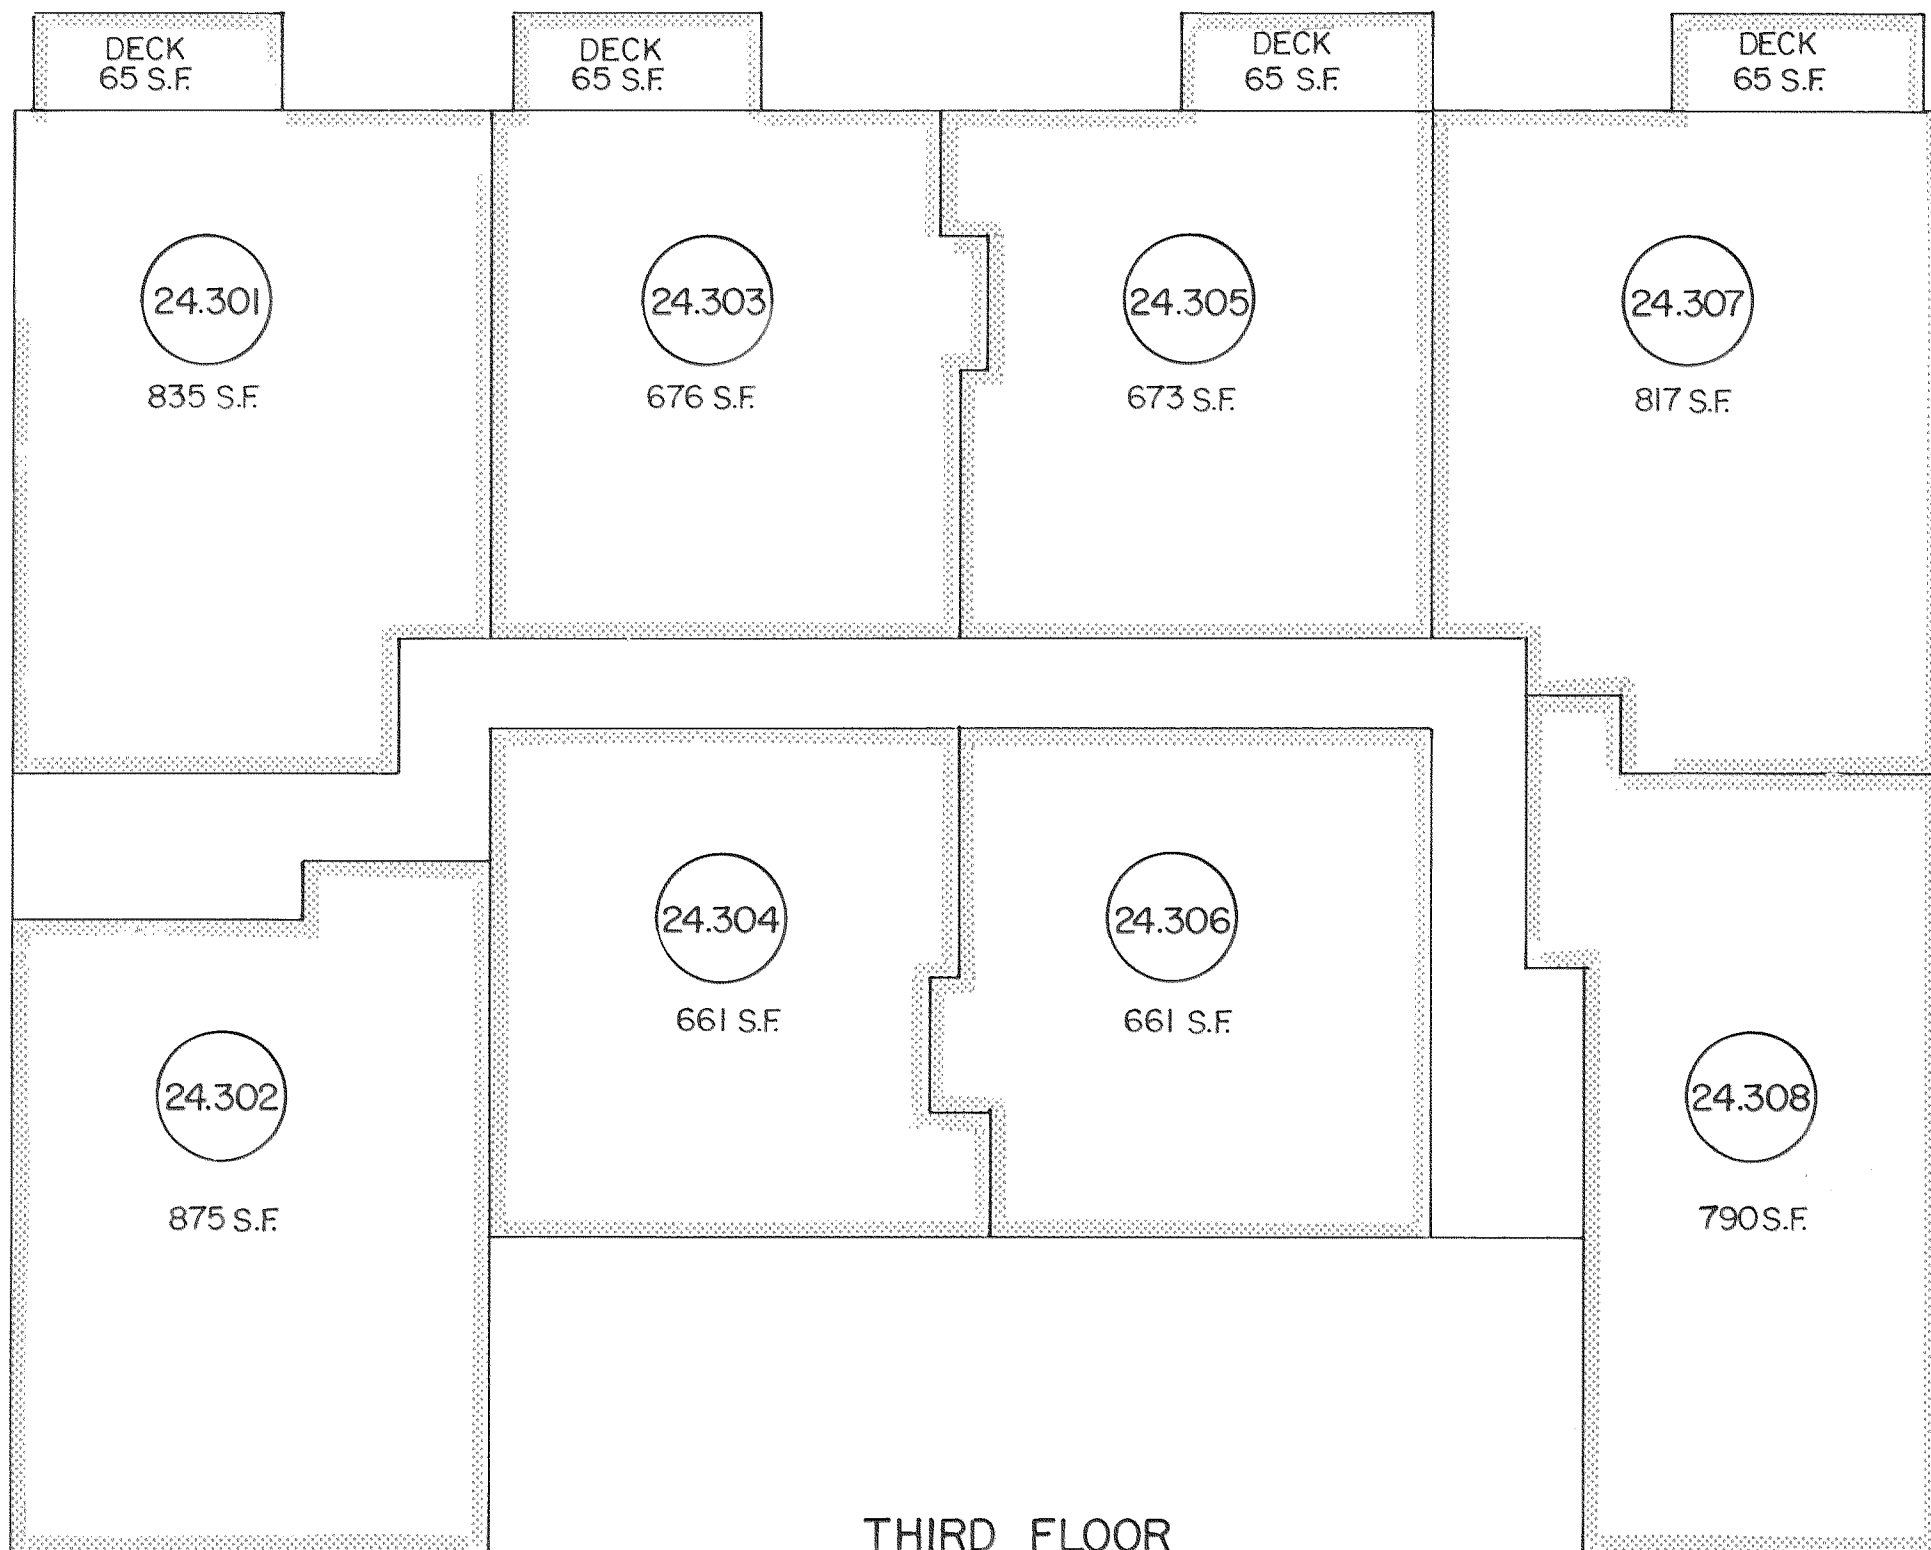 DECK
65 S.F.
DECK
65 S.F.
DECK
65 S.F.
DECK
65 S.F.
24.301
835 S.F.
24.303
676 S.F.
24.305
673 S.F.
24.307
817 S.F.
24.304
661 S.F.
24.306
661 S.F.
24.302
875 S.F.
24.308
790 S.F.
THIRD FLOOR